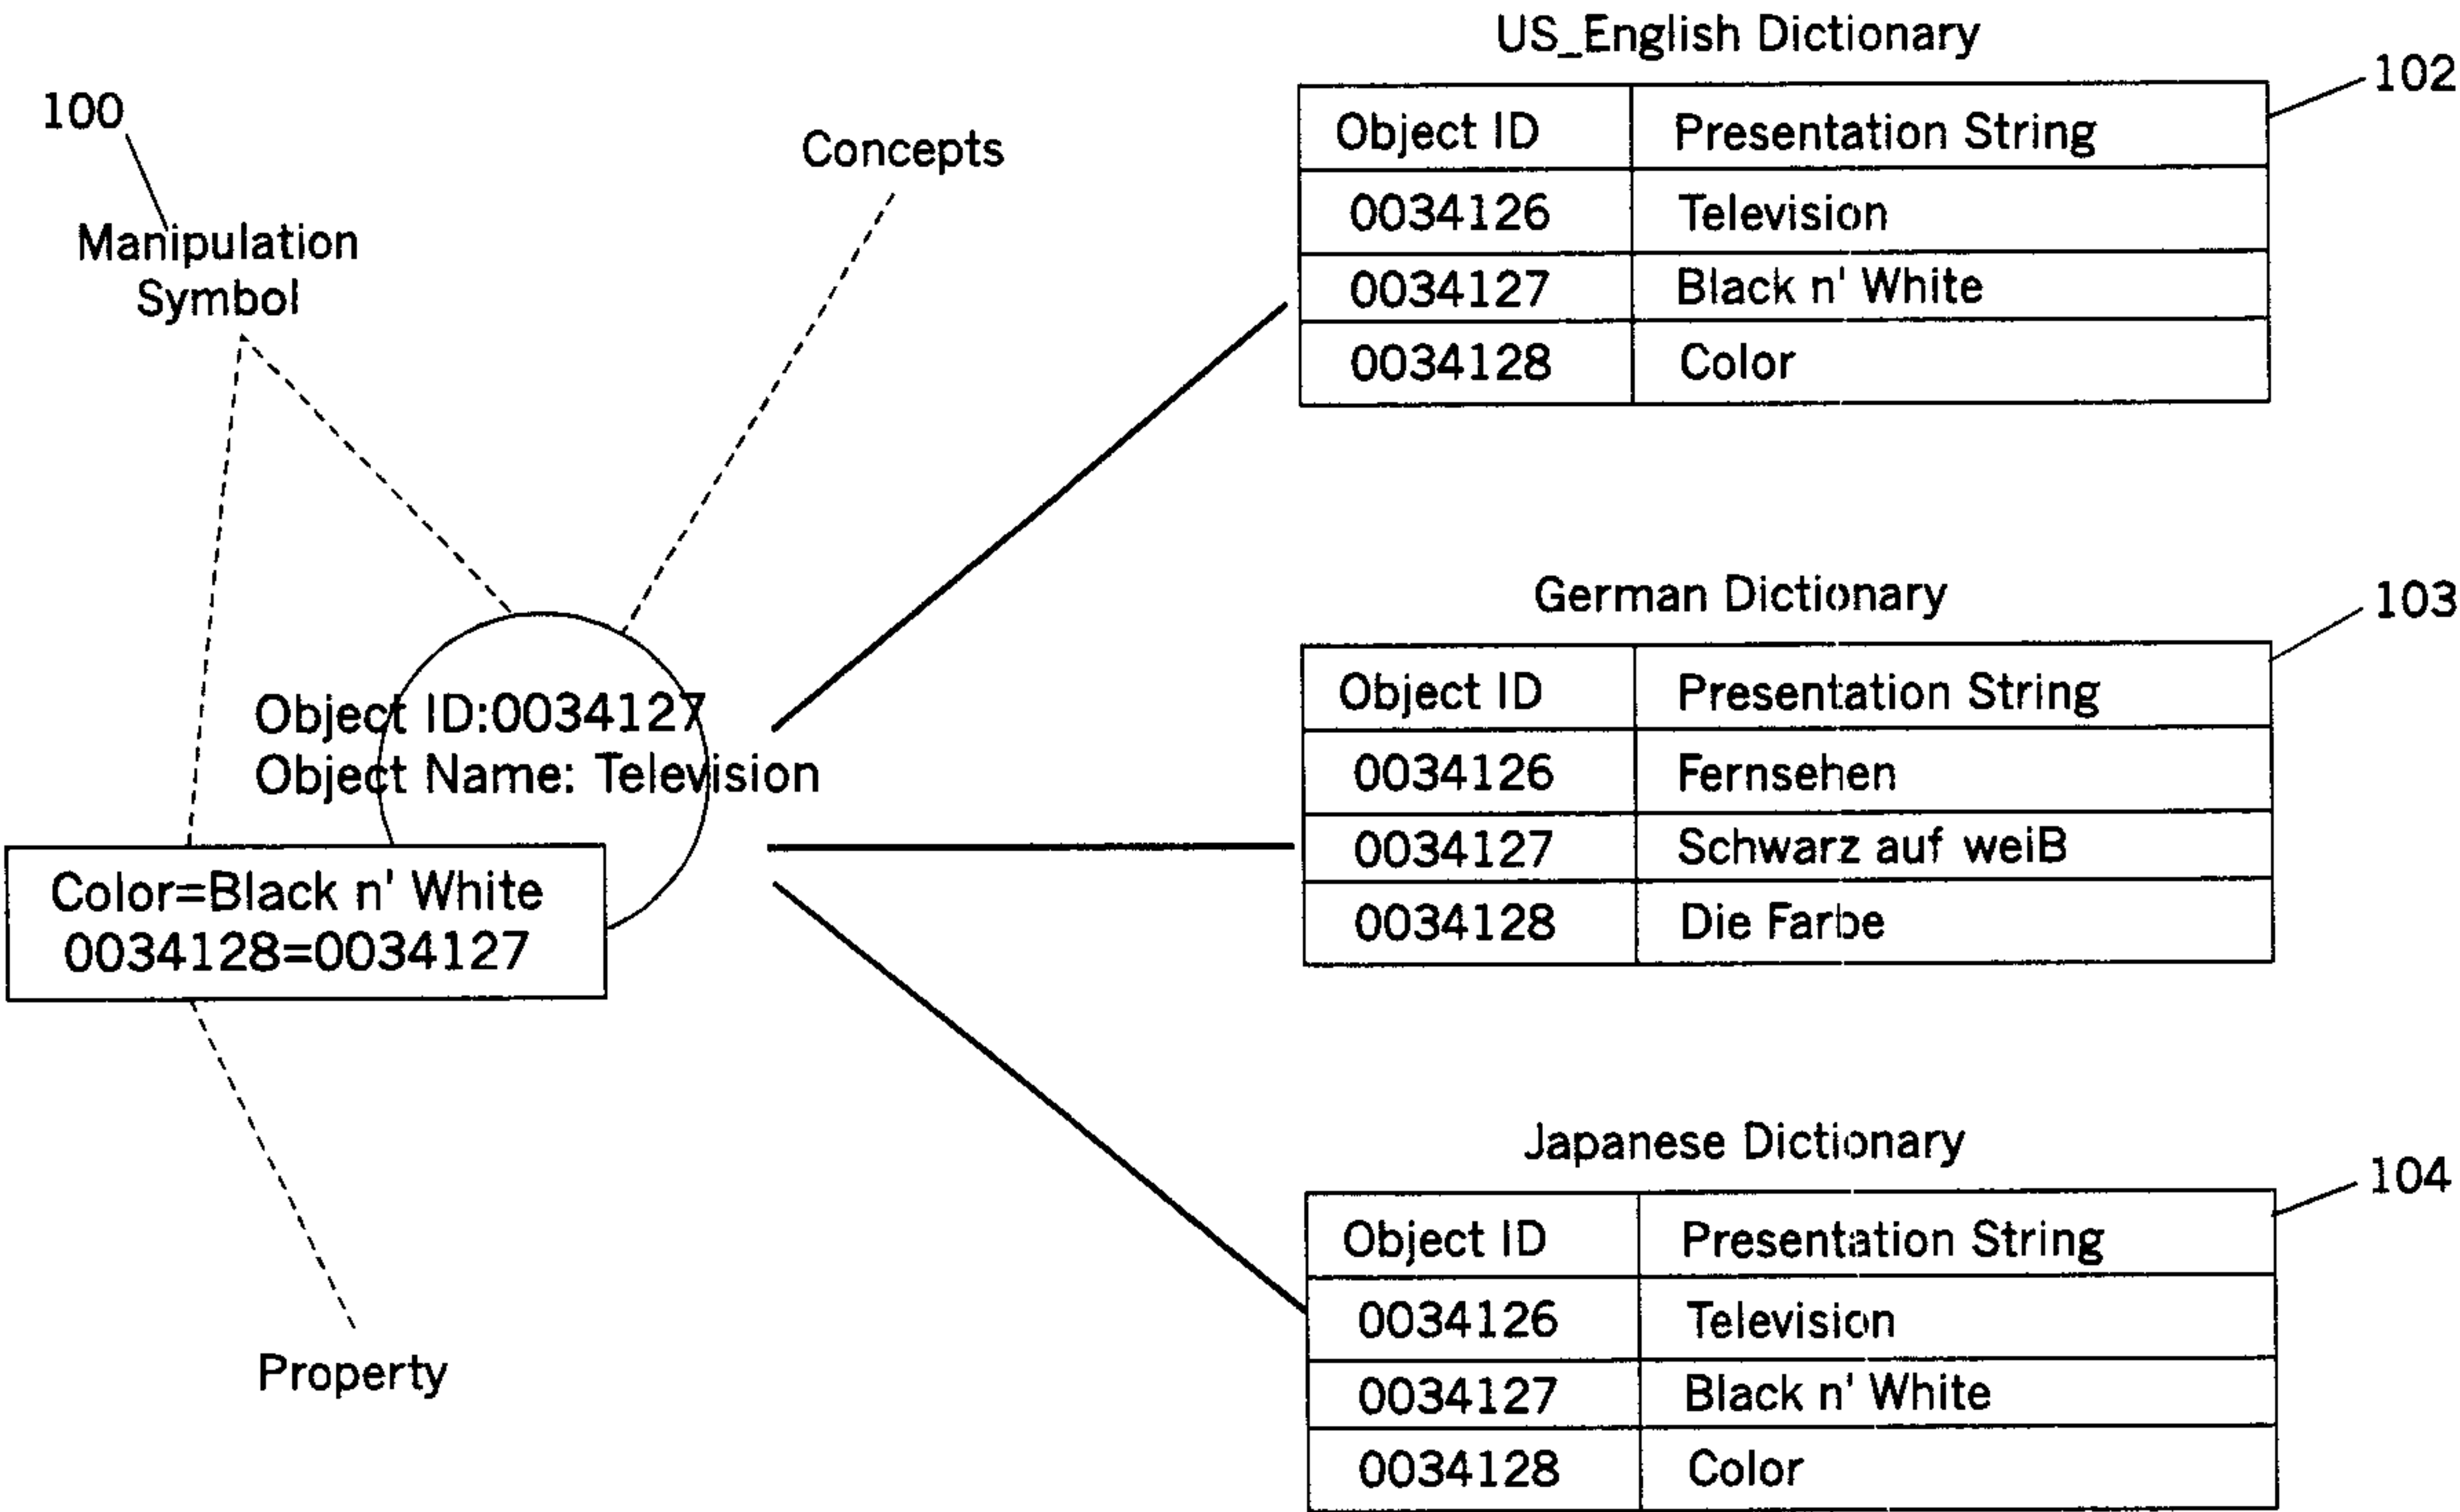 100
Manipulation
Symbol
Concepts
Object ID:0034127
Object Name: Television
Color=Black n' White
0034128=0034127
Property
US_English Dictionary
102
Object ID Presentation String
0034126 Television
0034127 Black n' White
0034128 Color
German Dictionary
103
Object ID Presentation String
0034126 Fernsehen
0034127 Schwarz auf weiB
0034128 Die Farbe
Japanese Dictionary
104
Object ID Presentation String
0034126 Television
0034127 Black n' White
0034128 Color